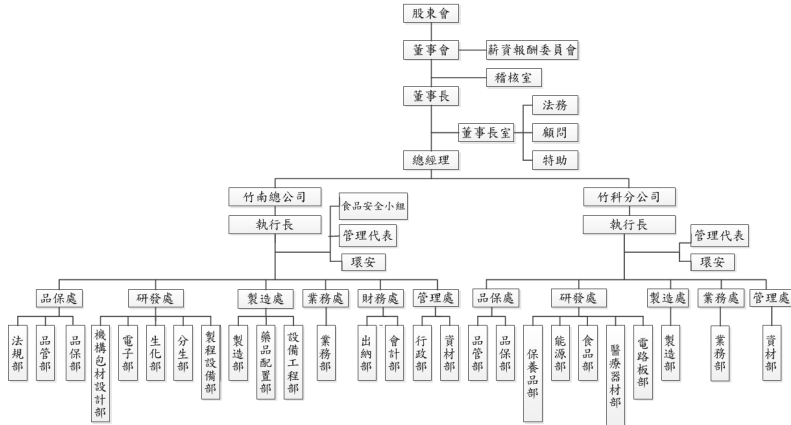 股東會
董事會
薪資報酬委員會
稽核室
董事長
法務
董事長室
顧問
特助
總經理
竹南總公司
竹科分公司
執行長
執行長
食品安全小組
管理代表
環安
管理代表
環安
品保處
研發處
製造處
業務處
財務處
管理處
品保處
研發處
製造處
業務處
管理處
法規部
品管部
品保部
機構包材設計部
電子部
生化部
分生部
製程設備部
製造部
藥品配置部
設備工程部
業務部
出納部
會計部
行政部
資材部
品管部
品保部
保養品部
能源部
食品部
醫療器材部
電路板部
製造部
業務部
資材部